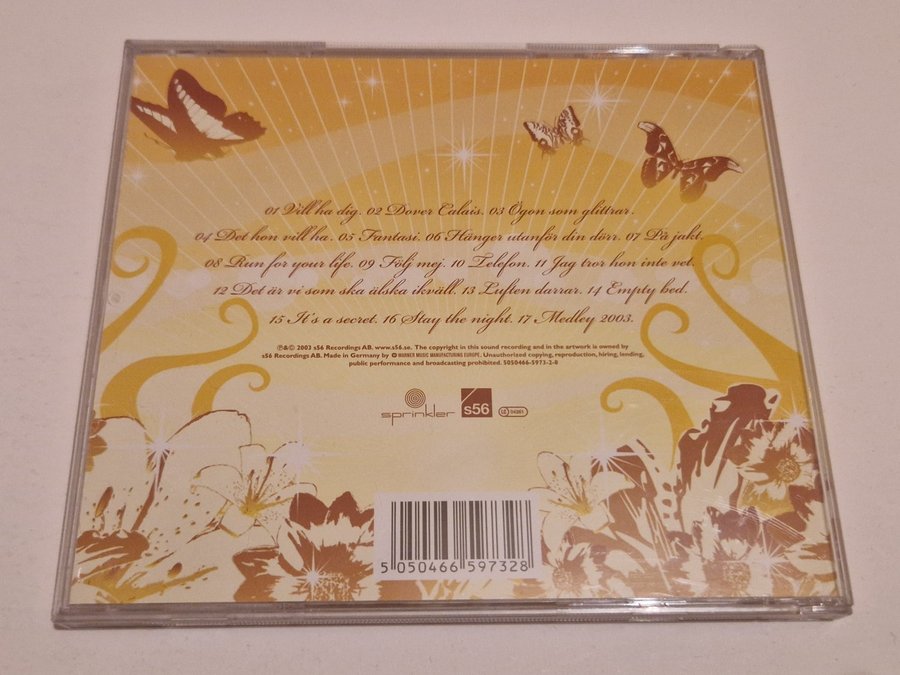 01 Vill ha dig. 02 Dover Calais. 03 Ögon som glittrar.
04 Det hon vill ha. 05 Fantasi. 06 Hänger utanför din dörr. 07 På jakt.
08 Run for your life. 09 Följ mej. 10 Telefon. 11 Jag tror hon inte vet.
12 Det är vi som ska älska ikväll. 13 Luften darrar. 14 Empty bed.
15 It's a secret. 16 Stay the night. 17 Medley 2003.
℗&© 2003 s56 Recordings AB. www.s56.se. The copyright in this sound recording and in the artwork is owned by
s56 Recordings AB. Made in Germany by WARNER MUSIC MANUFACTURING EUROPE. Unauthorized copying, reproduction, hiring, lending,
public performance and broadcasting prohibited. 5050466-5973-2-8
sprinkler
s56
LC
5 050466 597328